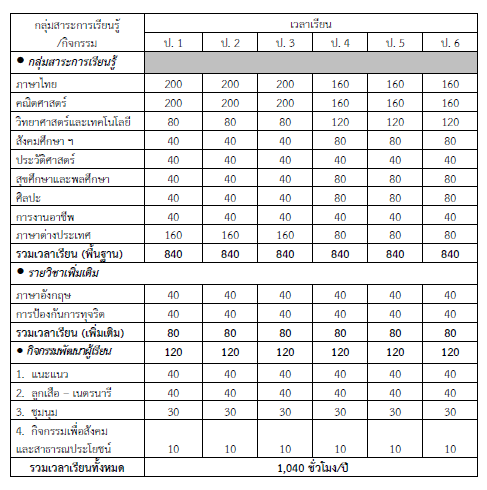 กลุ่มสาระการเรียนรู้ เวลาเรียน
/กิจกรรม ป. 1 ป. 2 ป. 3 ป. 4 ป. 5 ป. 6
● กลุ่มสาระการเรียนรู้
ภาษาไทย 200 200 200 160 160 160
คณิตศาสตร์ 200 200 200 160 160 160
วิทยาศาสตร์และเทคโนโลยี 80 80 80 120 120 120
สังคมศึกษา ฯ 40 40 40 80 80 80
ประวัติศาสตร์ 40 40 40 40 40 40
สุขศึกษาและพลศึกษา 40 40 40 80 80 80
ศิลปะ 40 40 40 80 80 80
การงานอาชีพ 40 40 40 40 40 40
ภาษาต่างประเทศ 160 160 160 80 80 80
รวมเวลาเรียน (พื้นฐาน) 840 840 840 840 840 840
● รายวิชาเพิ่มเติม
ภาษาอังกฤษ 40 40 40 40 40 40
การป้องกันการทุจริต 40 40 40 40 40 40
รวมเวลาเรียน (เพิ่มเติม) 80 80 80 80 80 80
● กิจกรรมพัฒนาผู้เรียน 120 120 120 120 120 120
1. แนะแนว 40 40 40 40 40 40
2. ลูกเสือ – เนตรนารี 40 40 40 40 40 40
3. ชุมนุม 30 30 30 30 30 30
4. กิจกรรมเพื่อสังคม
และสาธารณประโยชน์ 10 10 10 10 10 10
รวมเวลาเรียนทั้งหมด 1,040 ชั่วโมง/ปี